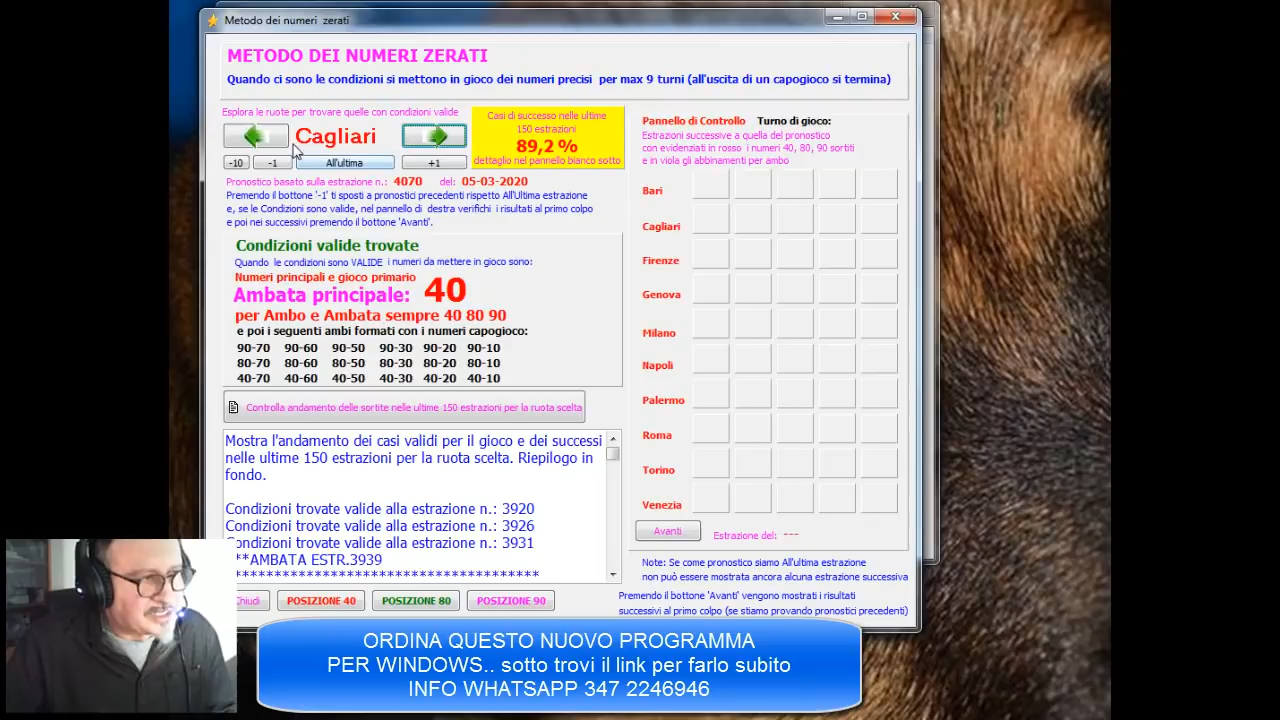 Metodo dei numeri zerati
METODO DEI NUMERI ZERATI
Quando ci sono le condizioni si mettono in gioco dei numeri precisi per max 9 turni (all'uscita di un capogioco si termina)
Esplora le ruote per trovare quelle con condizioni valide
Cagliari
-10
-1
All'ultima
+1
Casi di successo nelle ultime
150 estrazioni
89,2 %
dettaglio nel pannello bianco sotto
Pronostico basato sulla estrazione n.: 4070 del: 05-03-2020
Premendo il bottone '-1' ti sposti a pronostici precedenti rispetto All'Ultima estrazione
e, se le Condizioni sono valide, nel pannello di destra verifichi i risultati al primo colpo
e poi nei successivi premendo il bottone 'Avanti'.
Condizioni valide trovate
Quando le condizioni sono VALIDE i numeri da mettere in gioco sono:
Numeri principali e gioco primario
Ambata principale: 40
per Ambo e Ambata sempre 40 80 90
e poi i seguenti ambi formati con i numeri capogioco:
90-70 90-60 90-50 90-30 90-20 90-10
80-70 80-60 80-50 80-30 80-20 80-10
40-70 40-60 40-50 40-30 40-20 40-10
Controlla andamento delle sortite nelle ultime 150 estrazioni per la ruota scelta
Mostra l'andamento dei casi validi per il gioco e dei successi
nelle ultime 150 estrazioni per la ruota scelta. Riepilogo in
fondo.
Condizioni trovate valide alla estrazione n.: 3920
Condizioni trovate valide alla estrazione n.: 3926
Condizioni trovate valide alla estrazione n.: 3931
**AMBATA ESTR.3939
**************************************
Chiudi
POSIZIONE 40
POSIZIONE 80
POSIZIONE 90
Pannello di Controllo Turno di gioco:
Estrazioni successive a quella del pronostico
con evidenziati in rosso i numeri 40, 80, 90 sortiti
e in viola gli abbinamenti per ambo
Bari
Cagliari
Firenze
Genova
Milano
Napoli
Palermo
Roma
Torino
Venezia
Avanti
Estrazione del: ---
Note: Se come pronostico siamo All'ultima estrazione
non può essere mostrata ancora alcuna estrazione successiva
Premendo il bottone 'Avanti' vengono mostrati i risultati
successivi al primo colpo (se stiamo provando pronostici precedenti)
ORDINA QUESTO NUOVO PROGRAMMA
PER WINDOWS.. sotto trovi il link per farlo subito
INFO WHATSAPP 347 2246946